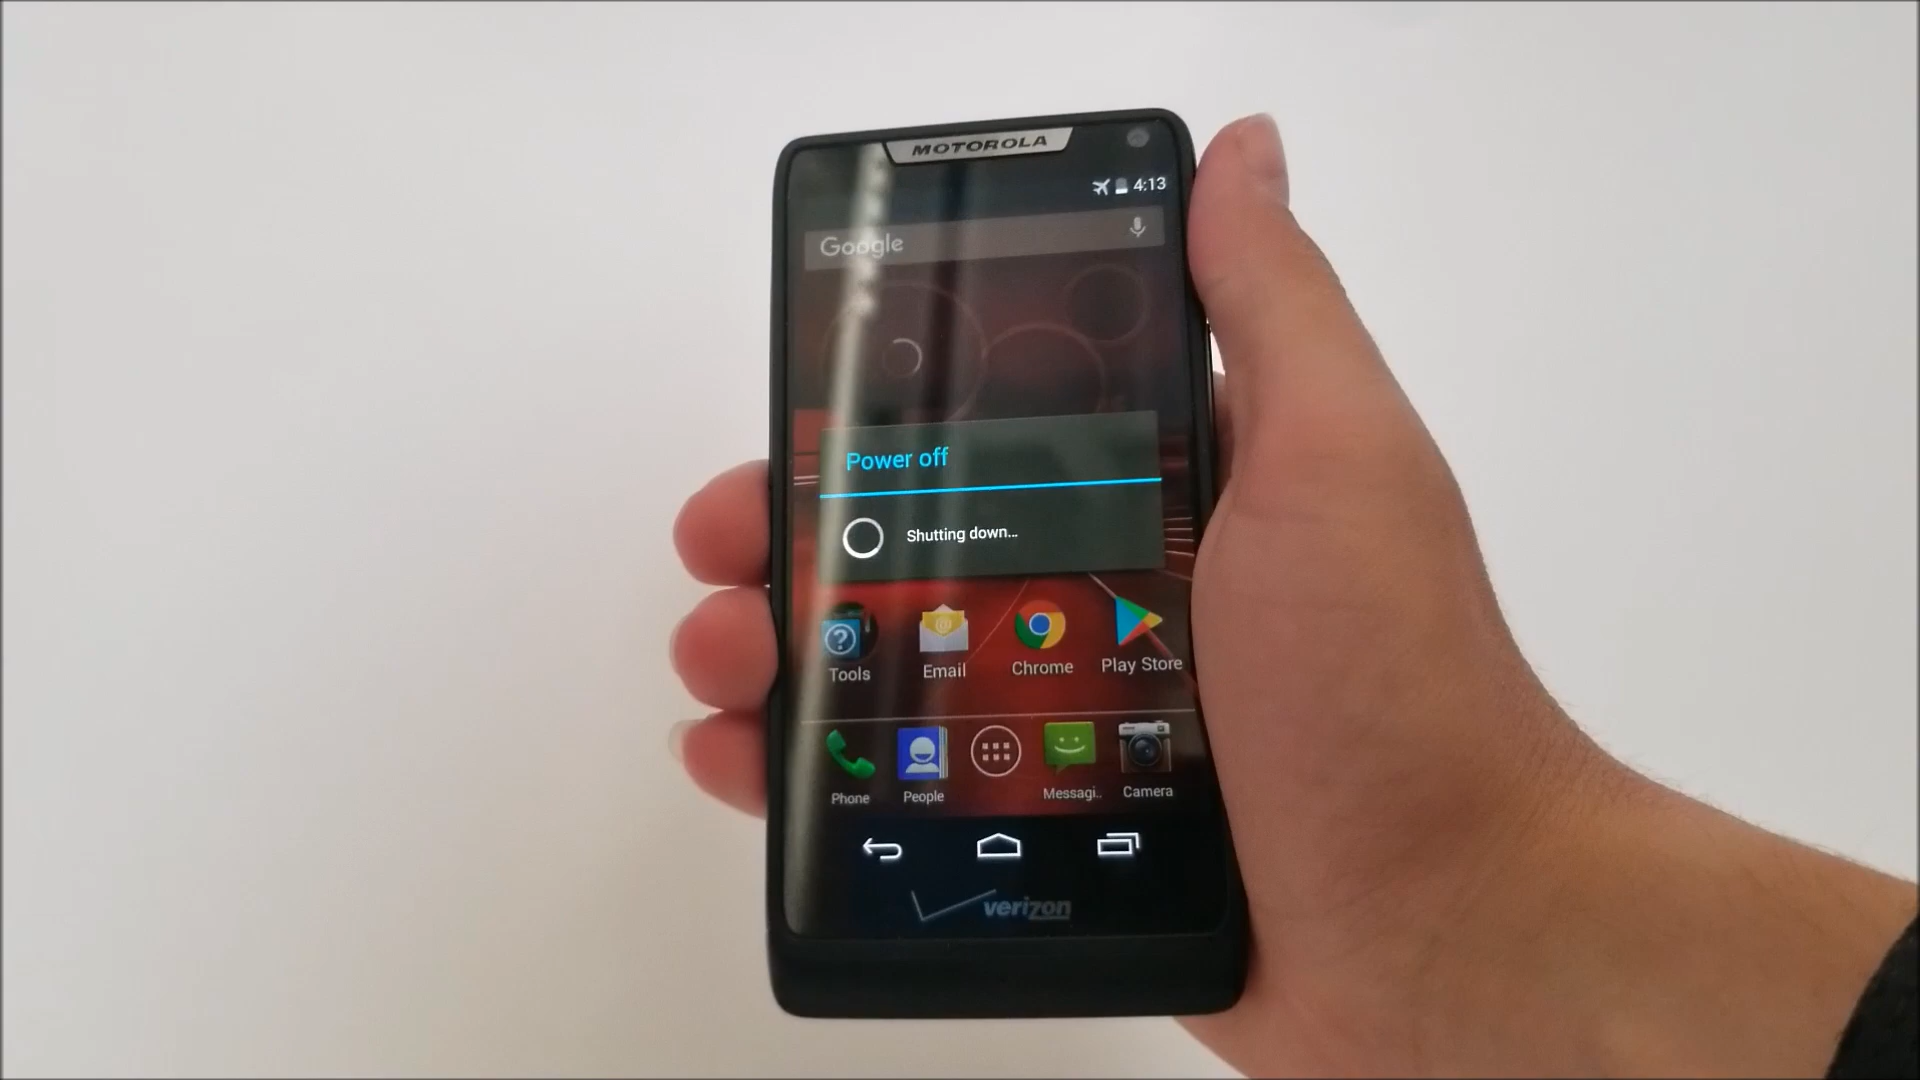 MOTOROLA
4:13
Google
Power off
Shutting down...
Tools Email Chrome Play Store
Phone People Messagi.. Camera
verizon